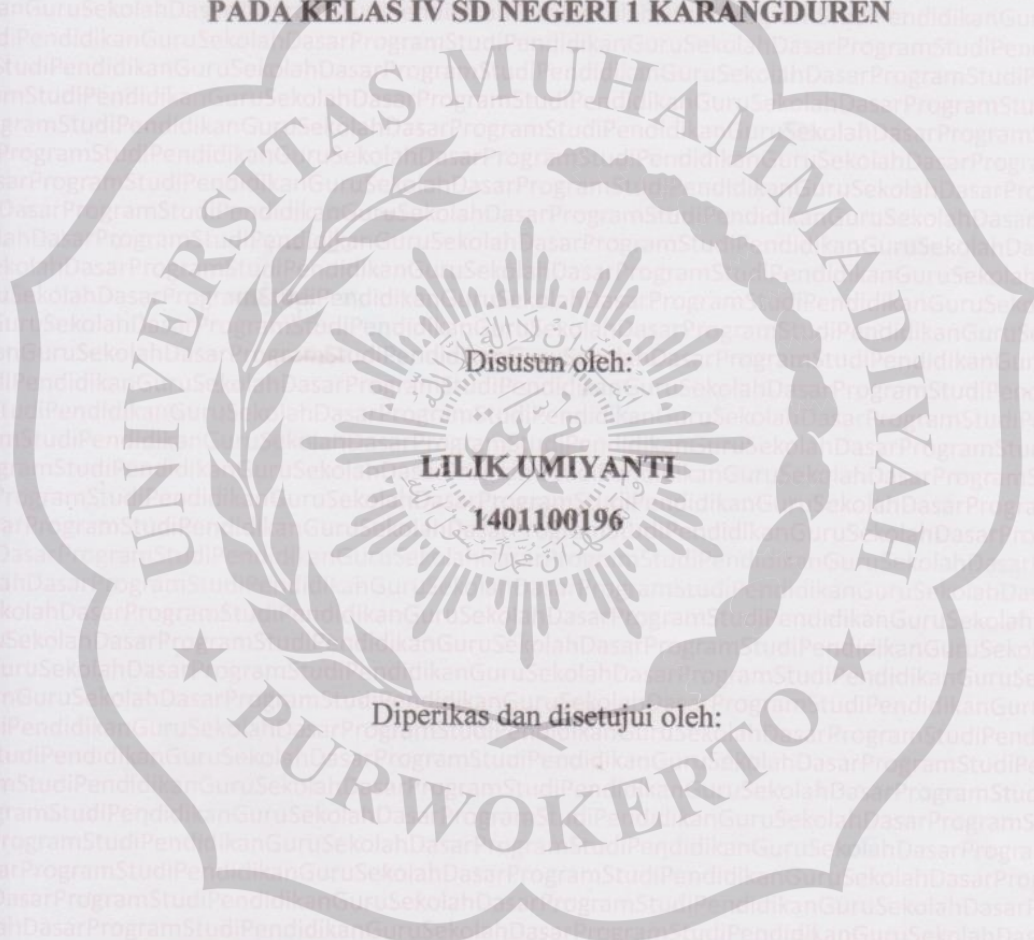 PADA KELAS IV SD NEGERI 1 KARANGDUREN
UNIVERSITAS MUHAMMADIYAH
Disusun oleh:
LILIK UMIYANTI
1401100196
Diperikas dan disetujui oleh:
PURWOKERTO